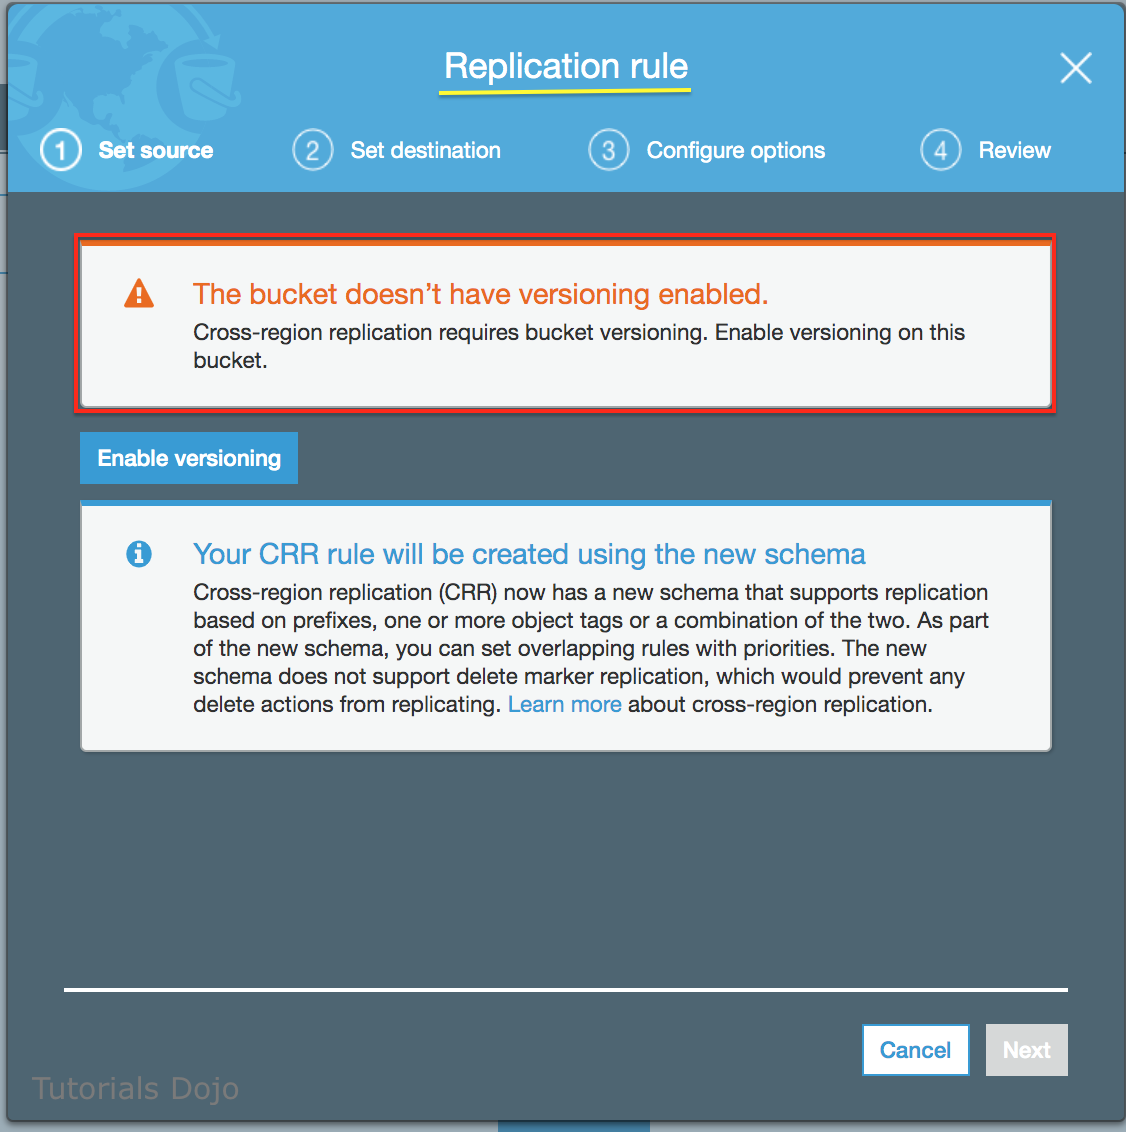 Replication rule
1 Set source 2 Set destination 3 Configure options 4 Review
The bucket doesn't have versioning enabled.
Cross-region replication requires bucket versioning. Enable versioning on this
bucket.
Enable versioning
Your CRR rule will be created using the new schema
Cross-region replication (CRR) now has a new schema that supports replication
based on prefixes, one or more object tags or a combination of the two. As part
of the new schema, you can set overlapping rules with priorities. The new
schema does not support delete marker replication, which would prevent any
delete actions from replicating. Learn more about cross-region replication.
Cancel Next
Tutorials Dojo